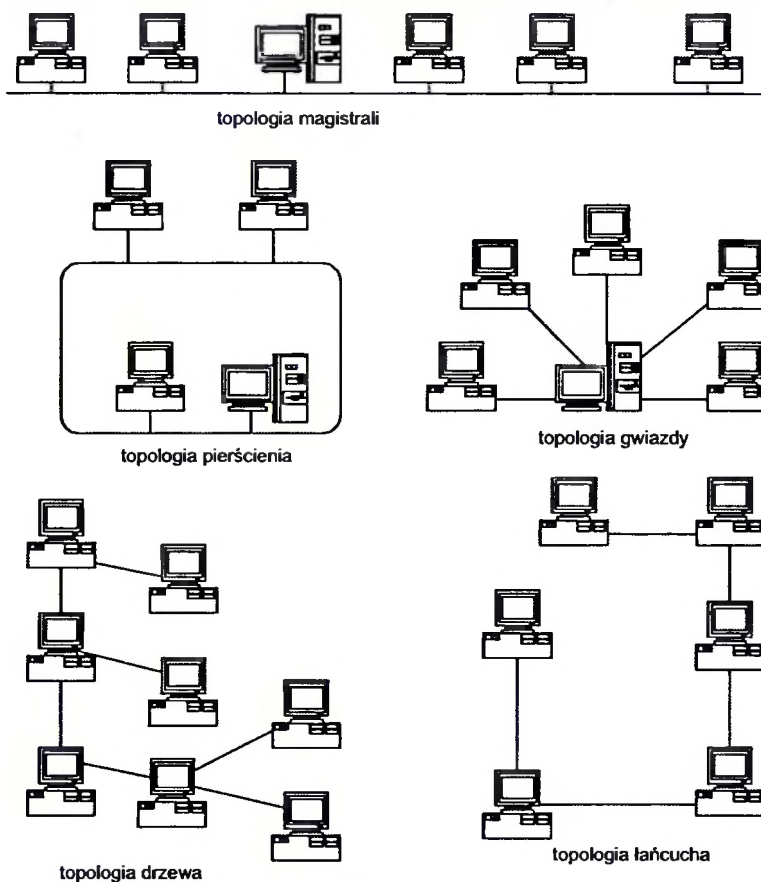 topologia magistrali
topologia pierścienia
topologia gwiazdy
topologia drzewa
topologia łańcucha